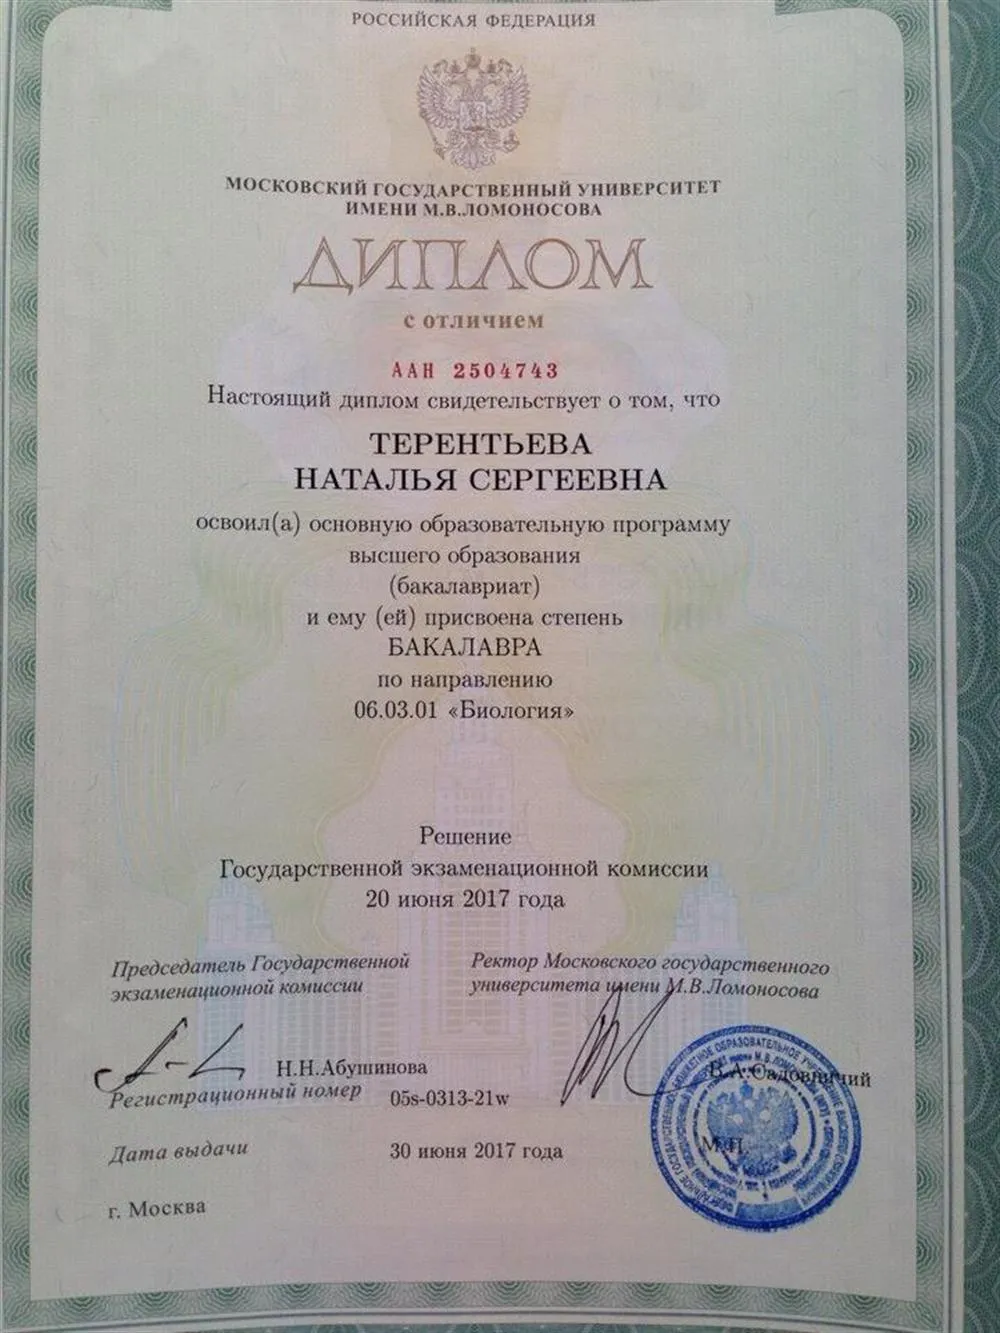 РОССИЙСКАЯ ФЕДЕРАЦИЯ
МОСКОВСКИЙ ГОСУДАРСТВЕННЫЙ УНИВЕРСИТЕТ
ИМЕНИ М.В.ЛОМОНОСОВА
ДИПЛОМ
с отличием
ААН 2504743
Настоящий диплом свидетельствует о том, что
ТЕРЕНТЬЕВА
НАТАЛЬЯ СЕРГЕЕВНА
освоил(а) основную образовательную программу
высшего образования
(бакалавриат)
и ему (ей) присвоена степень
БАКАЛАВРА
по направлению
06.03.01 «Биология»
Решение
Государственной экзаменационной комиссии
20 июня 2017 года
Председатель Государственной
экзаменационной комиссии
Ректор Московского государственного
университета имени М.В.Ломоносова
Н.Н.Абушинова
В.А.Садовничий
Регистрационный номер 05s-0313-21w
М.П.
Дата выдачи 30 июня 2017 года
г. Москва